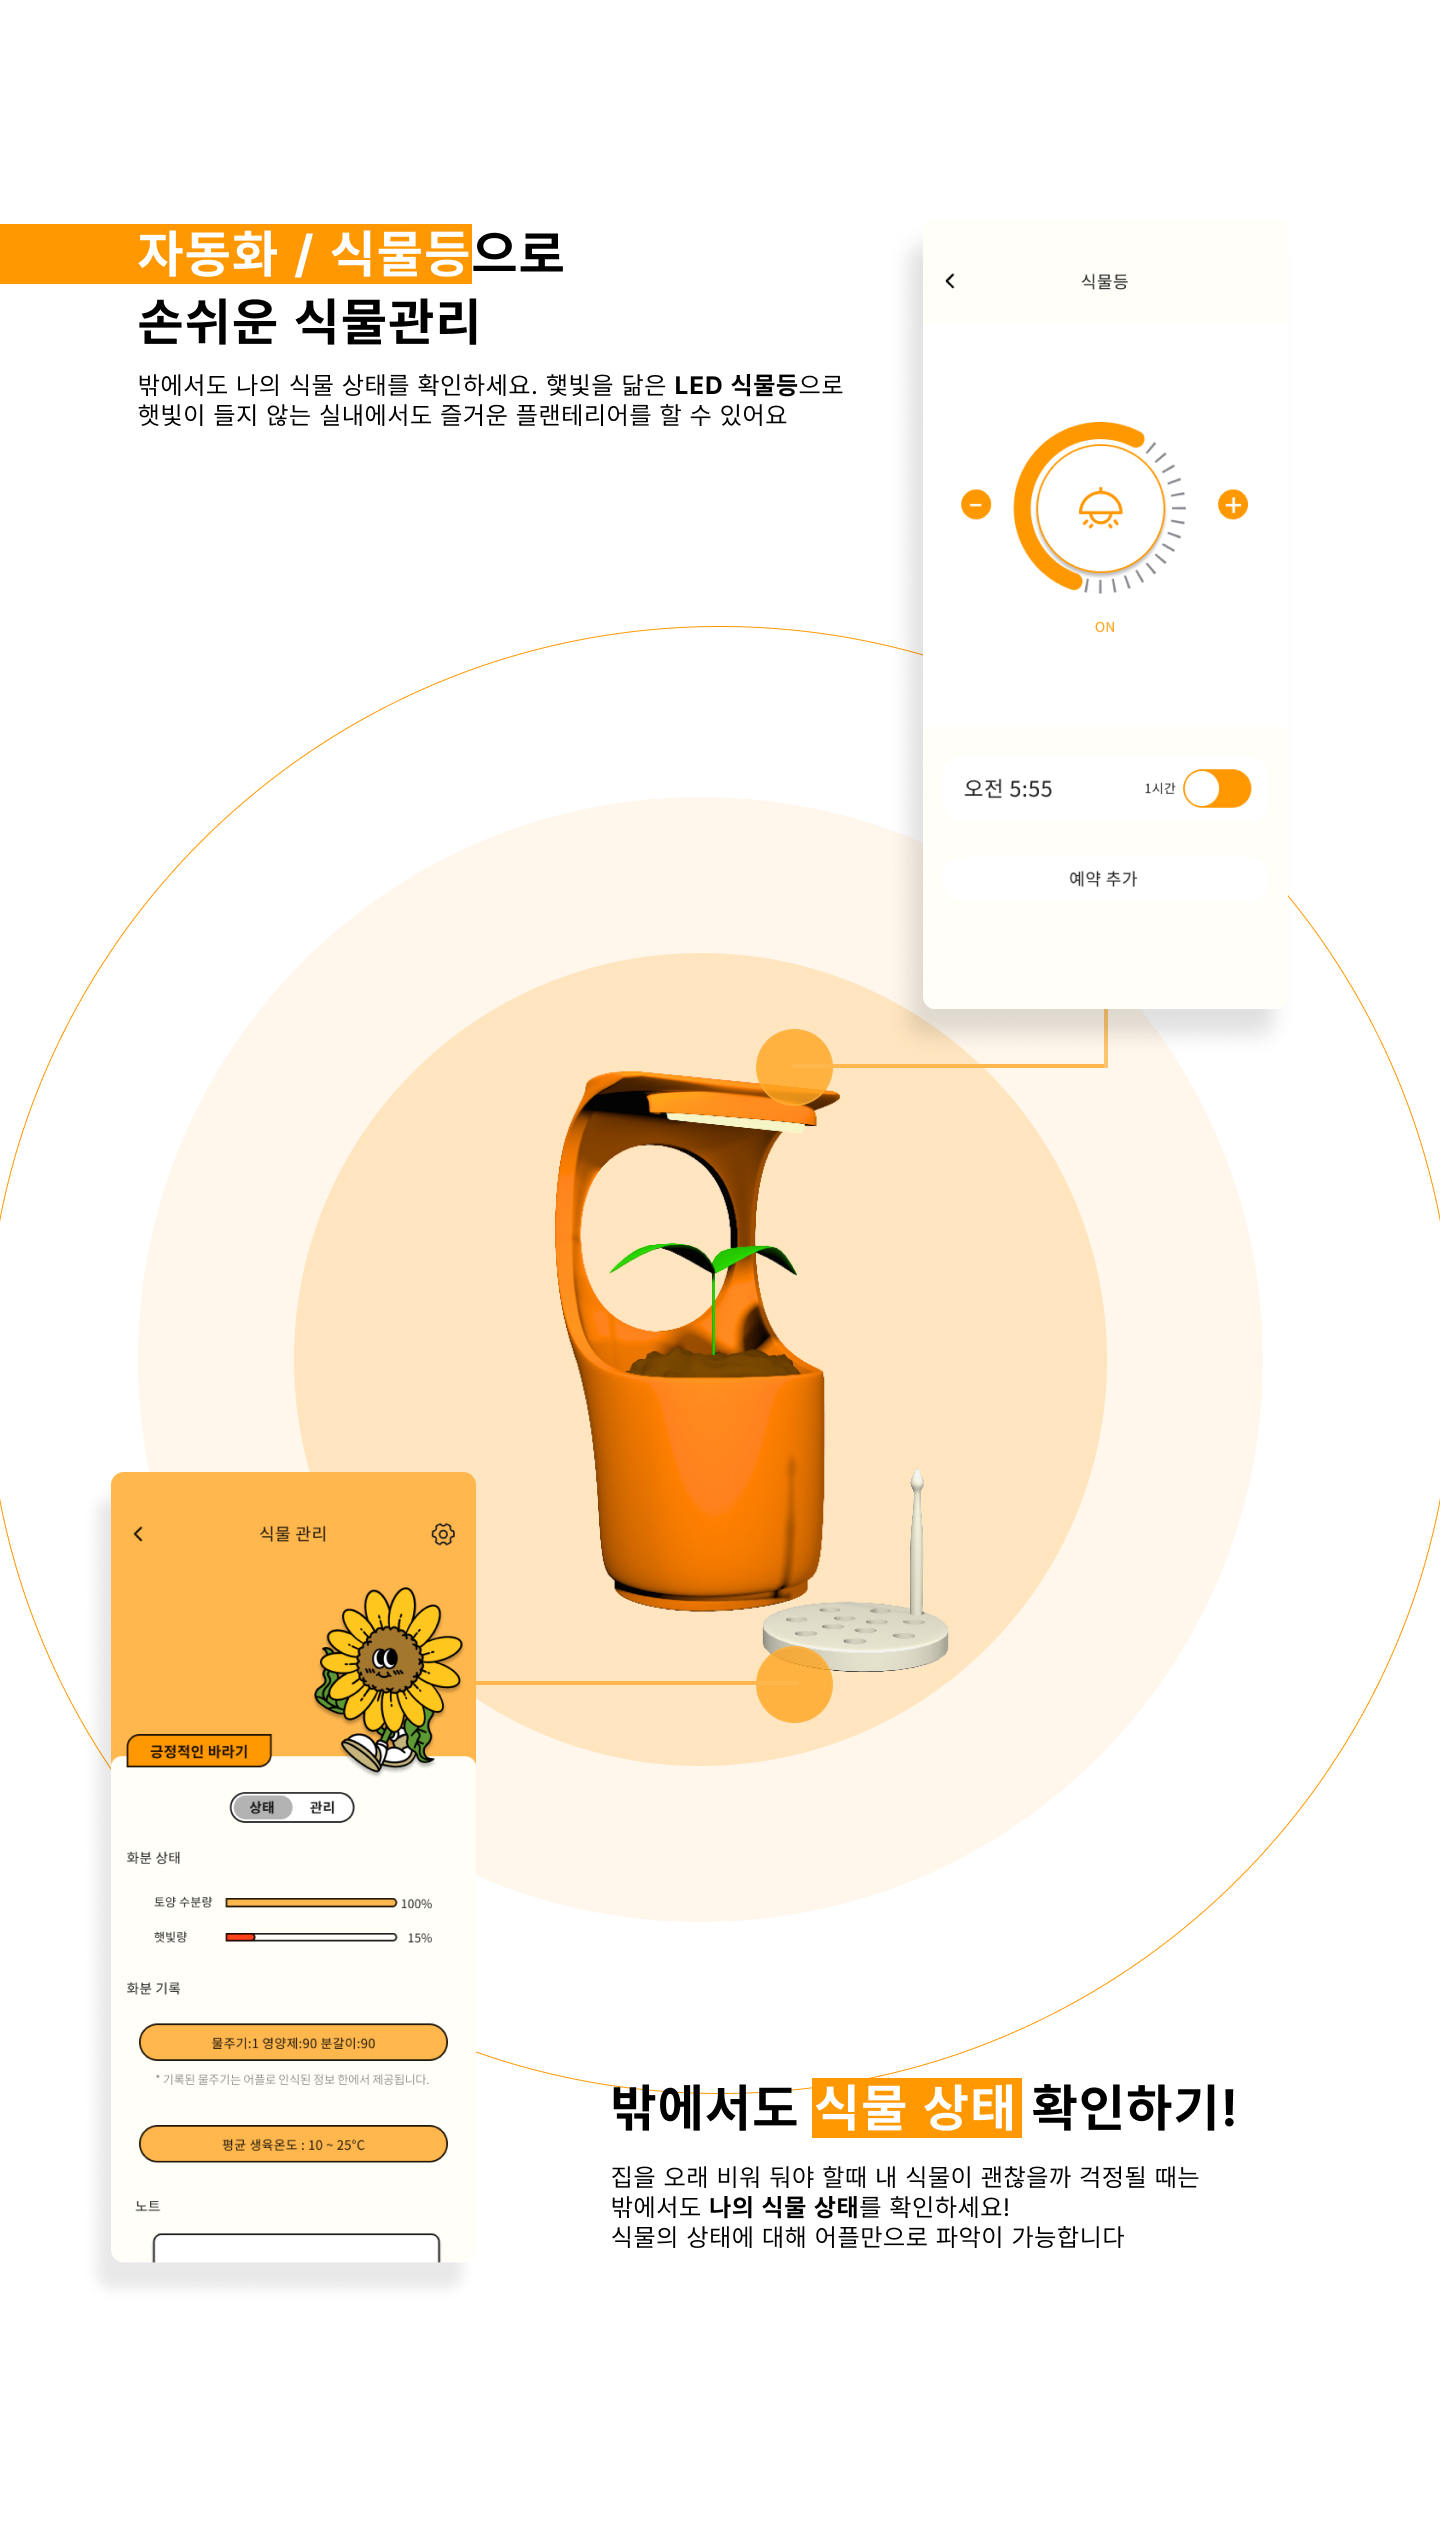 자동화 / 식물등으로
손쉬운 식물관리
밖에서도 나의 식물 상태를 확인하세요. 햇빛을 닮은 LED 식물등으로
햇빛이 들지 않는 실내에서도 즐거운 플랜테리어를 할 수 있어요
식물등
ON
오전 5:55 1시간
예약 추가
식물 관리
긍정적인 바라기
상태 관리
화분 상태
토양 수분량 100%
햇빛량 15%
화분 기록
물주기:1 영양제:90 분갈이:90
* 기록된 물주기는 어플로 인식된 정보 한에서 제공됩니다.
평균 생육온도 : 10 ~ 25°C
노트
밖에서도 식물 상태 확인하기!
집을 오래 비워 둬야 할때 내 식물이 괜찮을까 걱정될 때는
밖에서도 나의 식물 상태를 확인하세요!
식물의 상태에 대해 어플만으로 파악이 가능합니다